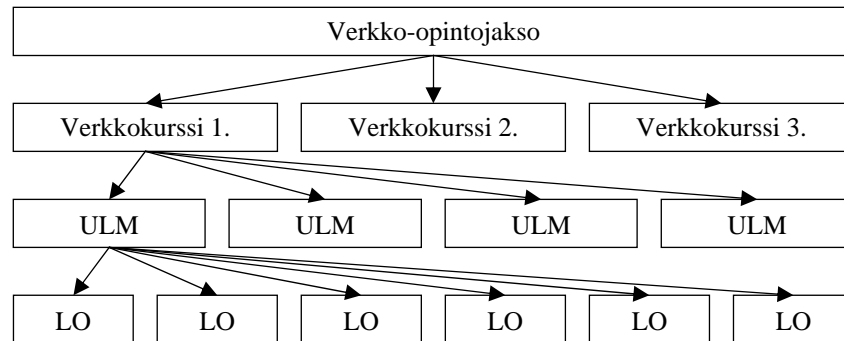 Verkko-opintojakso
Verkkokurssi 1. Verkkokurssi 2. Verkkokurssi 3.
ULM ULM ULM ULM
LO LO LO LO LO LO